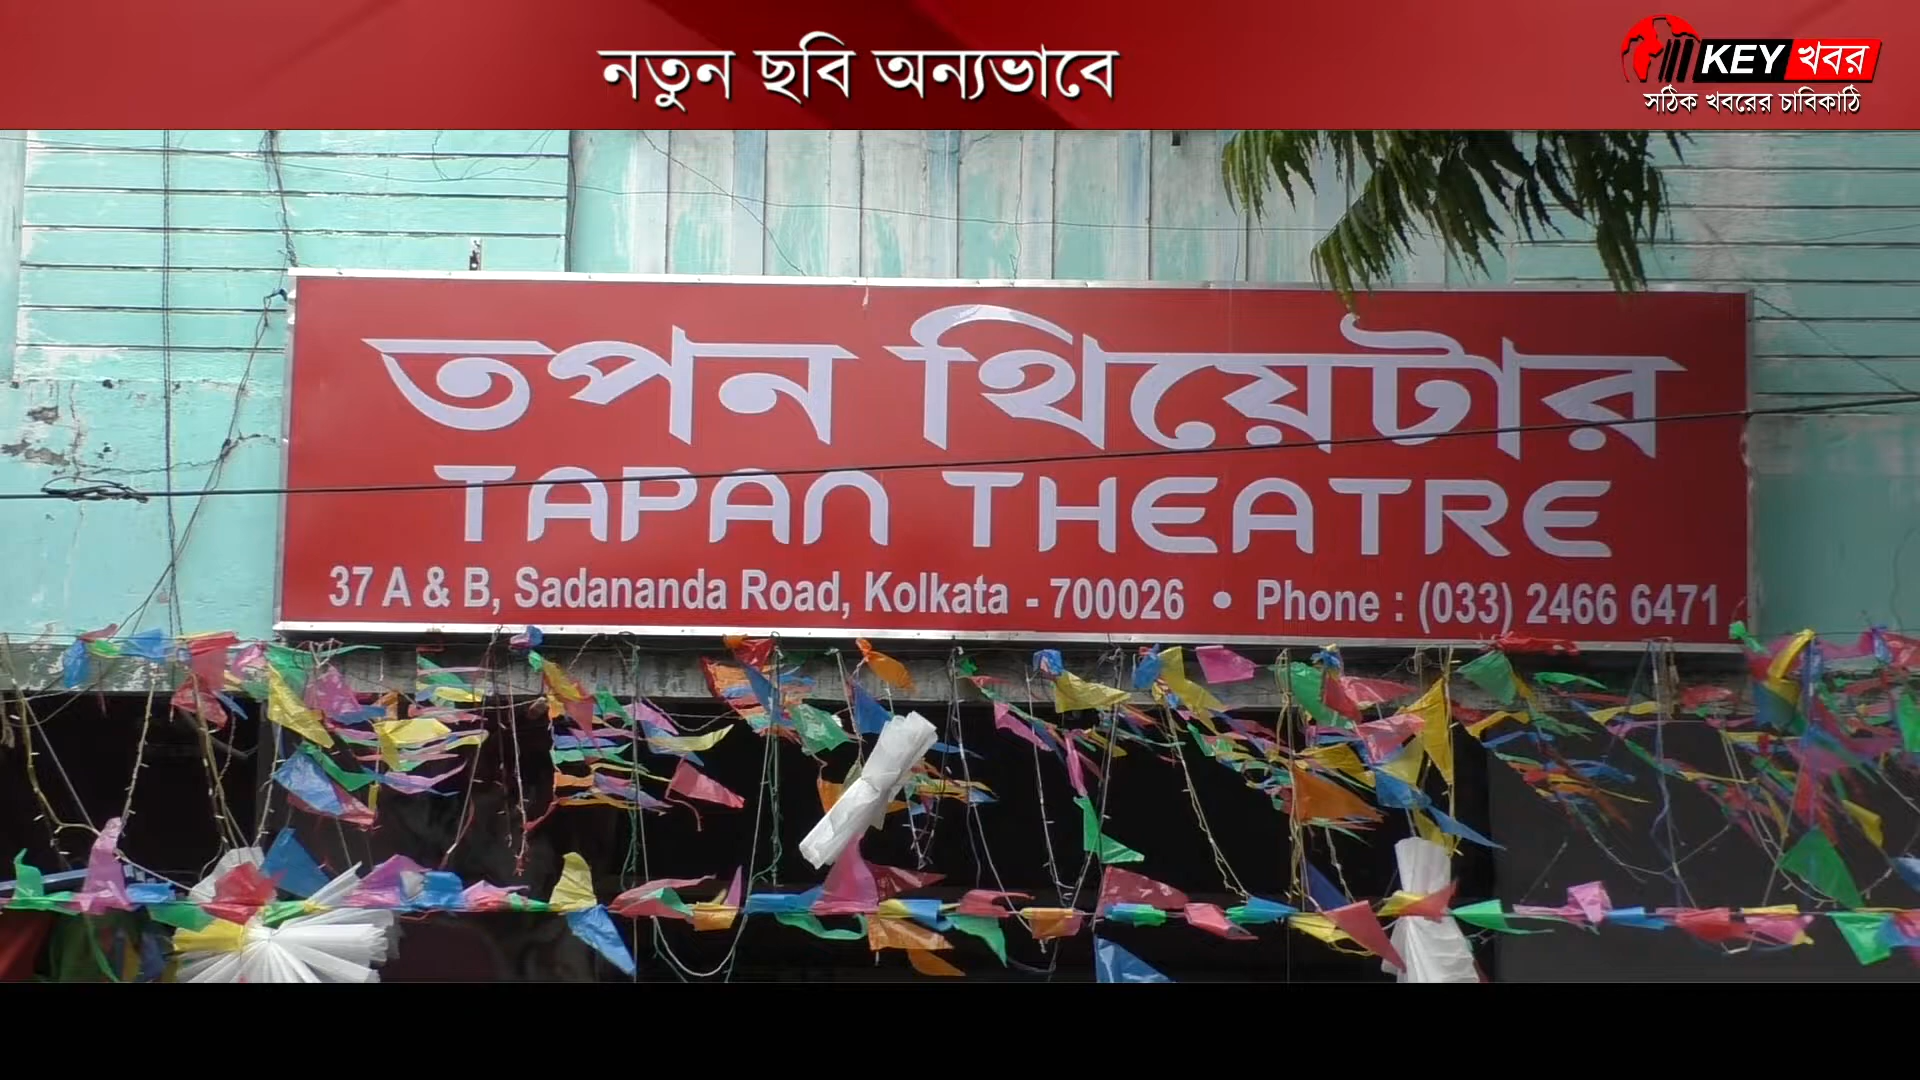 নতুন ছবি অন্যভাবে
KEY খবর
সঠিক খবরের চাবিকাঠি
তপন থিয়েটার
TAPAN THEATRE
37 A & B, Sadananda Road, Kolkata - 700026 • Phone : (033) 2466 6471